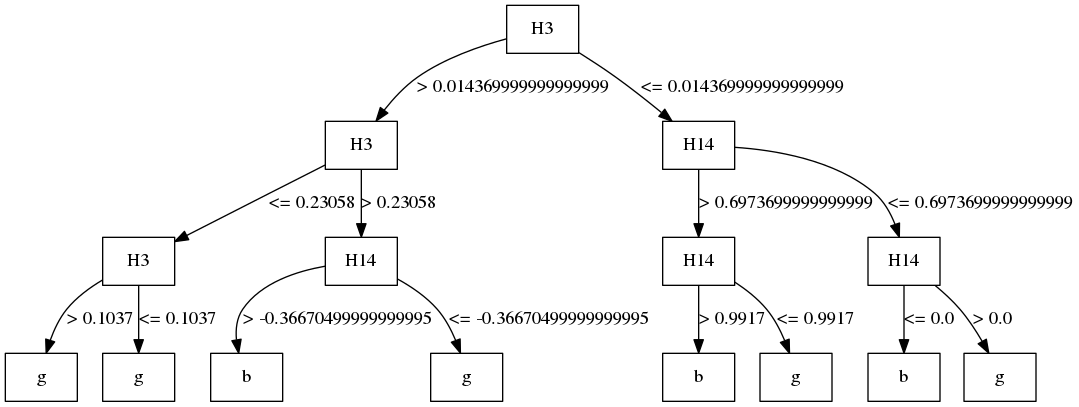 H3
> 0.014369999999999999
<= 0.014369999999999999
H3
H14
<= 0.23058
> 0.23058
> 0.6973699999999999
<= 0.6973699999999999
H3
H14
H14
H14
> 0.1037
<= 0.1037
> -0.36670499999999995
<= -0.36670499999999995
> 0.9917
<= 0.9917
<= 0.0
> 0.0
g
g
b
g
b
g
b
g